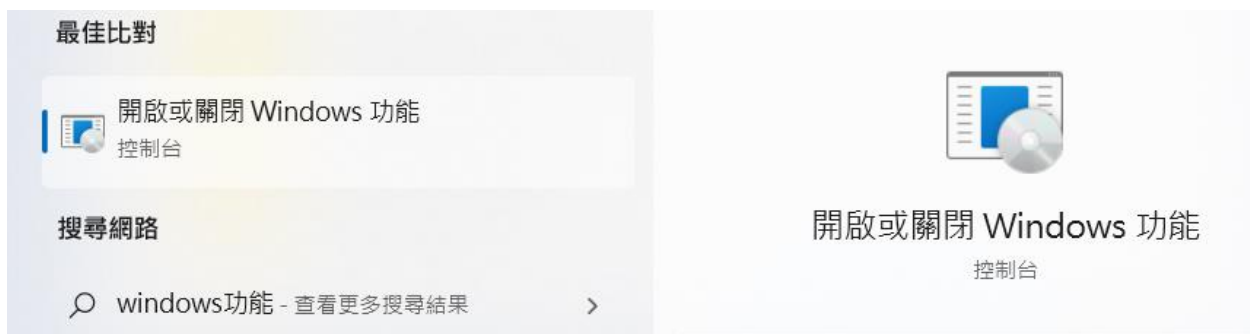 最佳比對
開啟或關閉 Windows 功能
控制台
搜尋網路
windows功能 - 查看更多搜尋結果
開啟或關閉 Windows 功能
控制台